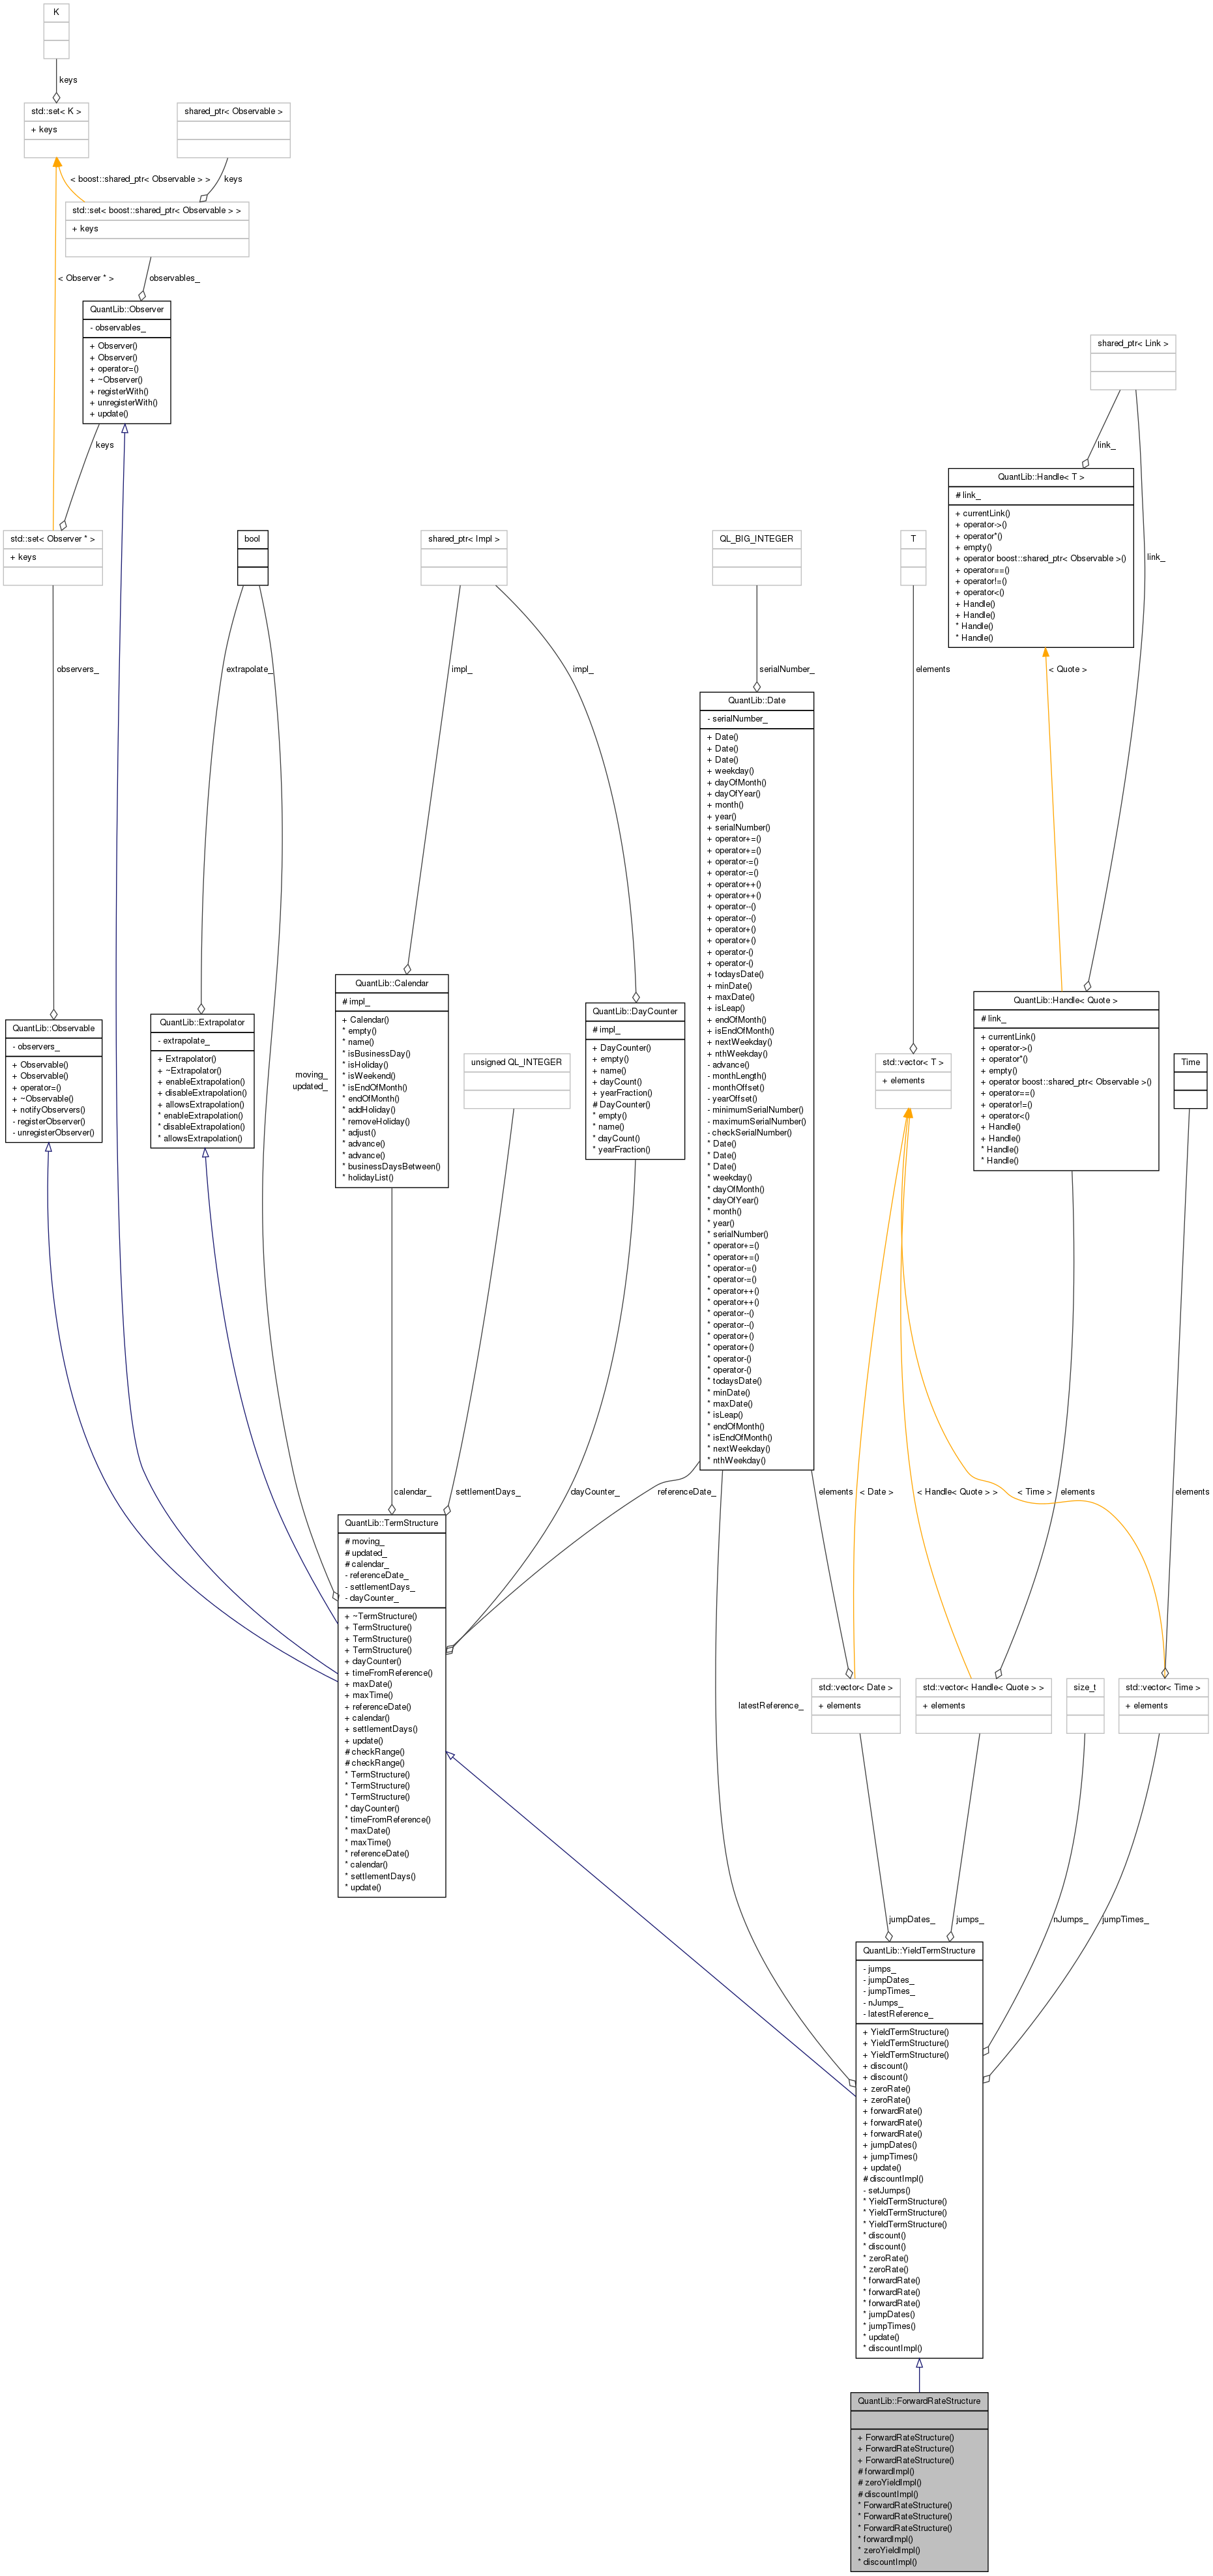 K
keys
std::set< K >
+ keys
shared_ptr< Observable >
< boost::shared_ptr< Observable > >
keys
std::set< boost::shared_ptr< Observable > >
+ keys
< Observer * >
observables_
QuantLib::Observer
- observables_
+ Observer()
+ Observer()
+ operator=()
+ ~Observer()
+ registerWith()
+ unregisterWith()
+ update()
keys
shared_ptr< Link >
link_
link_
QuantLib::Handle< T >
# link_
+ currentLink()
+ operator->()
+ operator*()
+ empty()
+ operator boost::shared_ptr< Observable >()
+ operator==()
+ operator!=()
+ operator<()
+ Handle()
+ Handle()
* Handle()
* Handle()
std::set< Observer * >
+ keys
bool
shared_ptr< Impl >
QL_BIG_INTEGER
T
observers_
extrapolate_
impl_
impl_
serialNumber_
elements
< Quote >
QuantLib::Date
- serialNumber_
+ Date()
+ Date()
+ Date()
+ weekday()
+ dayOfMonth()
+ dayOfYear()
+ month()
+ year()
+ serialNumber()
+ operator+=()
+ operator+=()
+ operator-=()
+ operator-=()
+ operator++()
+ operator++()
+ operator--()
+ operator--()
+ operator+()
+ operator+()
+ operator-()
+ operator-()
+ todaysDate()
+ minDate()
+ maxDate()
+ isLeap()
+ endOfMonth()
+ isEndOfMonth()
+ nextWeekday()
+ nthWeekday()
- advance()
- monthLength()
- monthOffset()
- yearOffset()
- minimumSerialNumber()
- maximumSerialNumber()
- checkSerialNumber()
* Date()
* Date()
* Date()
* weekday()
* dayOfMonth()
* dayOfYear()
* month()
* year()
* serialNumber()
* operator+=()
* operator+=()
* operator-=()
* operator-=()
* operator++()
* operator++()
* operator--()
* operator--()
* operator+()
* operator+()
* operator-()
* operator-()
* todaysDate()
* minDate()
* maxDate()
* isLeap()
* endOfMonth()
* isEndOfMonth()
* nextWeekday()
* nthWeekday()
QuantLib::Observable
- observers_
+ Observable()
+ Observable()
+ operator=()
+ ~Observable()
+ notifyObservers()
- registerObserver()
- unregisterObserver()
QuantLib::Extrapolator
- extrapolate_
+ Extrapolator()
+ ~Extrapolator()
+ enableExtrapolation()
+ disableExtrapolation()
+ allowsExtrapolation()
* enableExtrapolation()
* disableExtrapolation()
* allowsExtrapolation()
moving_
updated_
QuantLib::Calendar
# impl_
+ Calendar()
* empty()
* name()
* isBusinessDay()
* isHoliday()
* isWeekend()
* isEndOfMonth()
* endOfMonth()
* addHoliday()
* removeHoliday()
* adjust()
* advance()
* advance()
* businessDaysBetween()
* holidayList()
unsigned QL_INTEGER
QuantLib::DayCounter
# impl_
+ DayCounter()
+ empty()
+ name()
+ dayCount()
+ yearFraction()
# DayCounter()
* empty()
* name()
* dayCount()
* yearFraction()
std::vector< T >
+ elements
QuantLib::Handle< Quote >
# link_
+ currentLink()
+ operator->()
+ operator*()
+ empty()
+ operator boost::shared_ptr< Observable >()
+ operator==()
+ operator!=()
+ operator<()
+ Handle()
+ Handle()
* Handle()
* Handle()
Time
calendar_
settlementDays_
dayCounter_
referenceDate_
elements
< Date >
< Handle< Quote > >
< Time >
elements
elements
QuantLib::TermStructure
# moving_
# updated_
# calendar_
- referenceDate_
- settlementDays_
- dayCounter_
+ ~TermStructure()
+ TermStructure()
+ TermStructure()
+ TermStructure()
+ dayCounter()
+ timeFromReference()
+ maxDate()
+ maxTime()
+ referenceDate()
+ calendar()
+ settlementDays()
+ update()
# checkRange()
# checkRange()
* TermStructure()
* TermStructure()
* TermStructure()
* dayCounter()
* timeFromReference()
* maxDate()
* maxTime()
* referenceDate()
* calendar()
* settlementDays()
* update()
latestReference_
std::vector< Date >
+ elements
std::vector< Handle< Quote > >
+ elements
size_t
std::vector< Time >
+ elements
jumpDates_
jumps_
nJumps_
jumpTimes_
QuantLib::YieldTermStructure
- jumps_
- jumpDates_
- jumpTimes_
- nJumps_
- latestReference_
+ YieldTermStructure()
+ YieldTermStructure()
+ YieldTermStructure()
+ discount()
+ discount()
+ zeroRate()
+ zeroRate()
+ forwardRate()
+ forwardRate()
+ forwardRate()
+ jumpDates()
+ jumpTimes()
+ update()
# discountImpl()
- setJumps()
* YieldTermStructure()
* YieldTermStructure()
* YieldTermStructure()
* discount()
* discount()
* zeroRate()
* zeroRate()
* forwardRate()
* forwardRate()
* forwardRate()
* jumpDates()
* jumpTimes()
* update()
* discountImpl()
QuantLib::ForwardRateStructure
+ ForwardRateStructure()
+ ForwardRateStructure()
+ ForwardRateStructure()
# forwardImpl()
# zeroYieldImpl()
# discountImpl()
* ForwardRateStructure()
* ForwardRateStructure()
* ForwardRateStructure()
* forwardImpl()
* zeroYieldImpl()
* discountImpl()